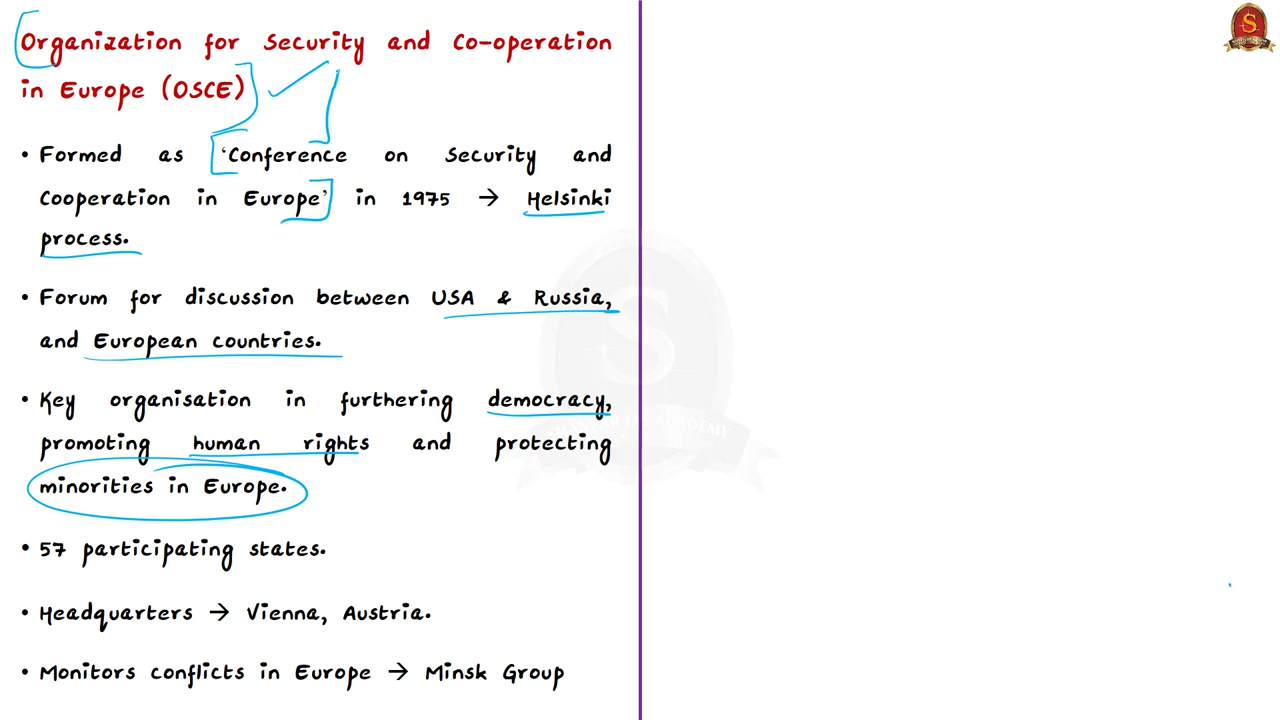 Organization for Security and Co-operation
in Europe (OSCE)
• Formed as 'Conference on Security and
Cooperation in Europe' in 1975 → Helsinki
process.
• Forum for discussion between USA & Russia,
and European countries.
• Key organisation in furthering democracy,
promoting human rights and protecting
minorities in Europe.
• 57 participating states.
• Headquarters → Vienna, Austria.
• Monitors conflicts in Europe → Minsk Group